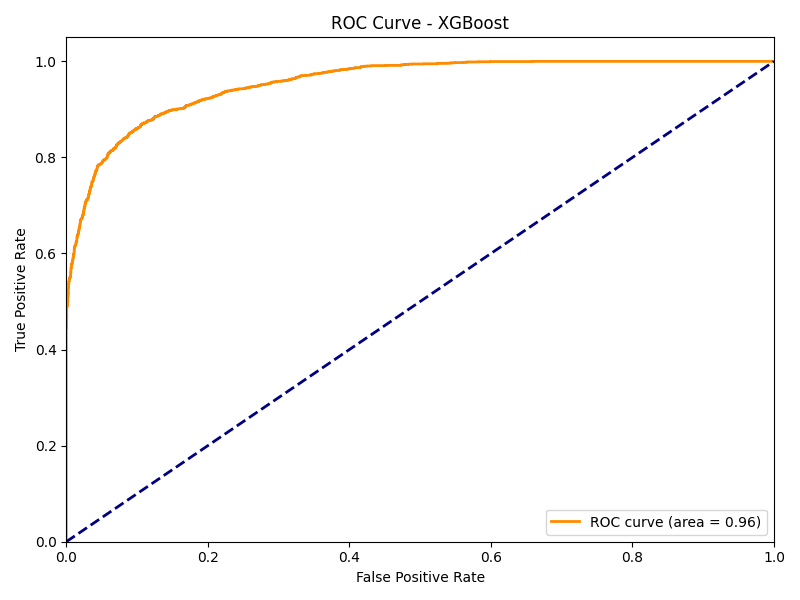 ROC Curve - XGBoost
True Positive Rate
1.0
0.8
0.6
0.4
0.2
0.0
ROC curve (area = 0.96)
0.0 0.2 0.4 0.6 0.8 1.0
False Positive Rate